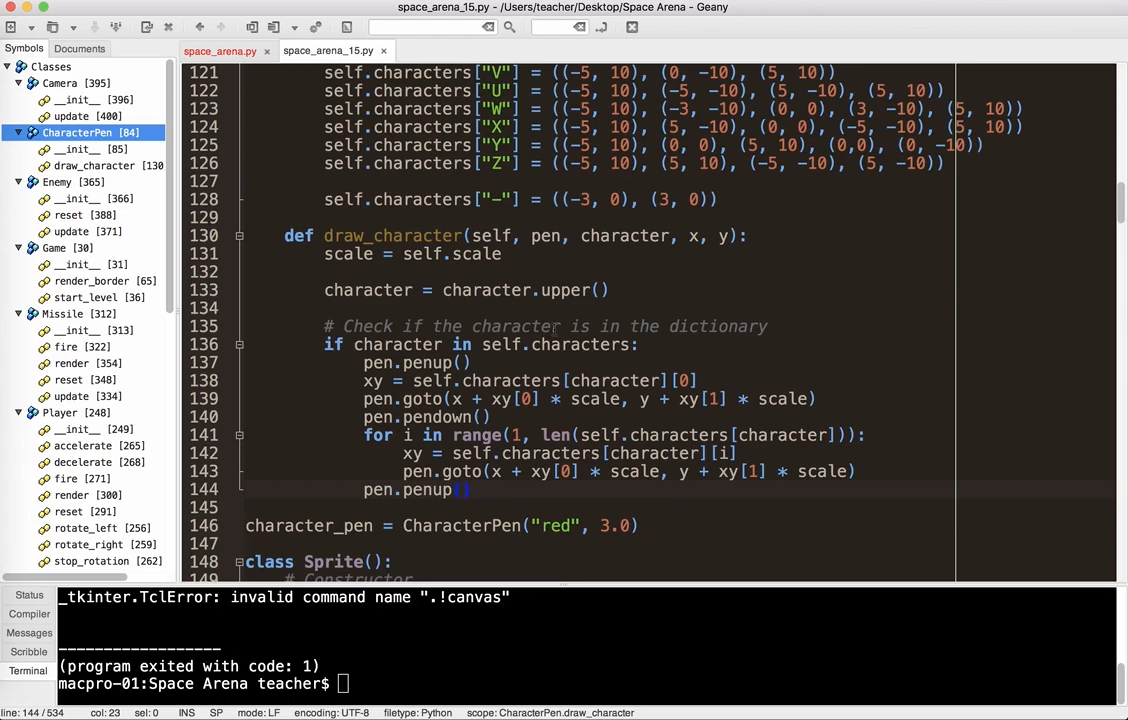 space_arena_15.py - /Users/teacher/Desktop/Space Arena - Geany
Symbols Documents
space_arena.py × space_arena_15.py ×
Classes
Camera [395]
__init__ [396]
update [400]
CharacterPen [84]
__init__ [85]
draw_character [130
Enemy [365]
__init__ [366]
reset [388]
update [371]
Game [30]
__init__ [31]
render_border [65]
start_level [36]
Missile [312]
__init__ [313]
fire [322]
render [354]
reset [348]
update [334]
Player [248]
__init__ [249]
accelerate [265]
decelerate [268]
fire [271]
render [300]
reset [291]
rotate_left [256]
rotate_right [259]
stop_rotation [262]
121 self.characters["V"] = ((-5, 10), (0, -10), (5, 10))
122 self.characters["U"] = ((-5, 10), (-5, -10), (5, -10), (5, 10))
123 self.characters["W"] = ((-5, 10), (-3, -10), (0, 0), (3, -10), (5, 10))
124 self.characters["X"] = ((-5, 10), (5, -10), (0, 0), (-5, -10), (5, 10))
125 self.characters["Y"] = ((-5, 10), (0, 0), (5, 10), (0,0), (0, -10))
126 self.characters["Z"] = ((-5, 10), (5, 10), (-5, -10), (5, -10))
127
128 self.characters["-"] = ((-3, 0), (3, 0))
129
130 def draw_character(self, pen, character, x, y):
131 scale = self.scale
132
133 character = character.upper()
134
135 # Check if the character is in the dictionary
136 if character in self.characters:
137 pen.penup()
138 xy = self.characters[character][0]
139 pen.goto(x + xy[0] * scale, y + xy[1] * scale)
140 pen.pendown()
141 for i in range(1, len(self.characters[character])):
142 xy = self.characters[character][i]
143 pen.goto(x + xy[0] * scale, y + xy[1] * scale)
144 pen.penup()
145
146 character_pen = CharacterPen("red", 3.0)
147
148 class Sprite():
149 # Constructor
Status
Compiler
Messages
Scribble
Terminal
_tkinter.TclError: invalid command name ".!canvas"
------------------
(program exited with code: 1)
macpro-01:Space Arena teacher$
line: 144 / 534 col: 23 sel: 0 INS SP mode: LF encoding: UTF-8 filetype: Python scope: CharacterPen.draw_character